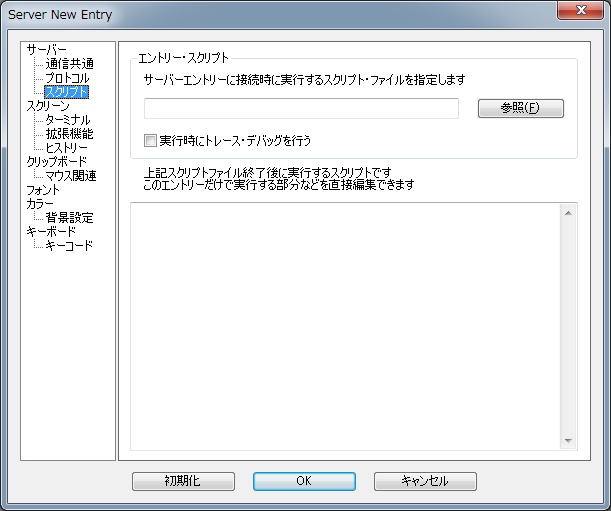 Server New Entry
サーバー
通信共通
プロトコル
スクリプト
スクリーン
ターミナル
拡張機能
ヒストリー
クリップボード
マウス関連
フォント
カラー
背景設定
キーボード
キーコード
エントリー・スクリプト
サーバーエントリーに接続時に実行するスクリプト・ファイルを指定します
参照(F)
実行時にトレース・デバッグを行う
上記スクリプトファイル終了後に実行するスクリプトです
このエントリーだけで実行する部分などを直接編集できます
初期化
OK
キャンセル